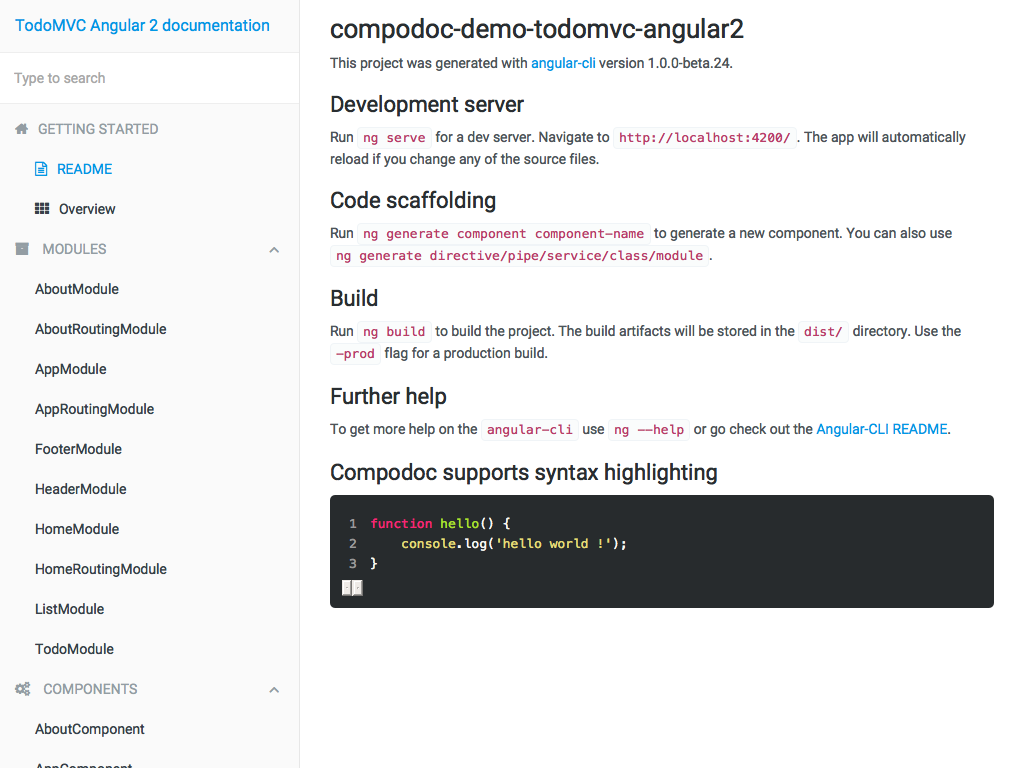 TodoMVC Angular 2 documentation
Type to search
GETTING STARTED
README
Overview
MODULES
AboutModule
AboutRoutingModule
AppModule
AppRoutingModule
FooterModule
HeaderModule
HomeModule
HomeRoutingModule
ListModule
TodoModule
COMPONENTS
AboutComponent
AppComponent
compodoc-demo-todomvc-angular2
This project was generated with angular-cli version 1.0.0-beta.24.
Development server
Run ng serve for a dev server. Navigate to http://localhost:4200/ . The app will automatically
reload if you change any of the source files.
Code scaffolding
Run ng generate component component-name to generate a new component. You can also use
ng generate directive/pipe/service/class/module .
Build
Run ng build to build the project. The build artifacts will be stored in the dist/ directory. Use the
-prod flag for a production build.
Further help
To get more help on the angular-cli use ng --help or go check out the Angular-CLI README.
Compodoc supports syntax highlighting
1 function hello() {
2     console.log('hello world !');
3 }